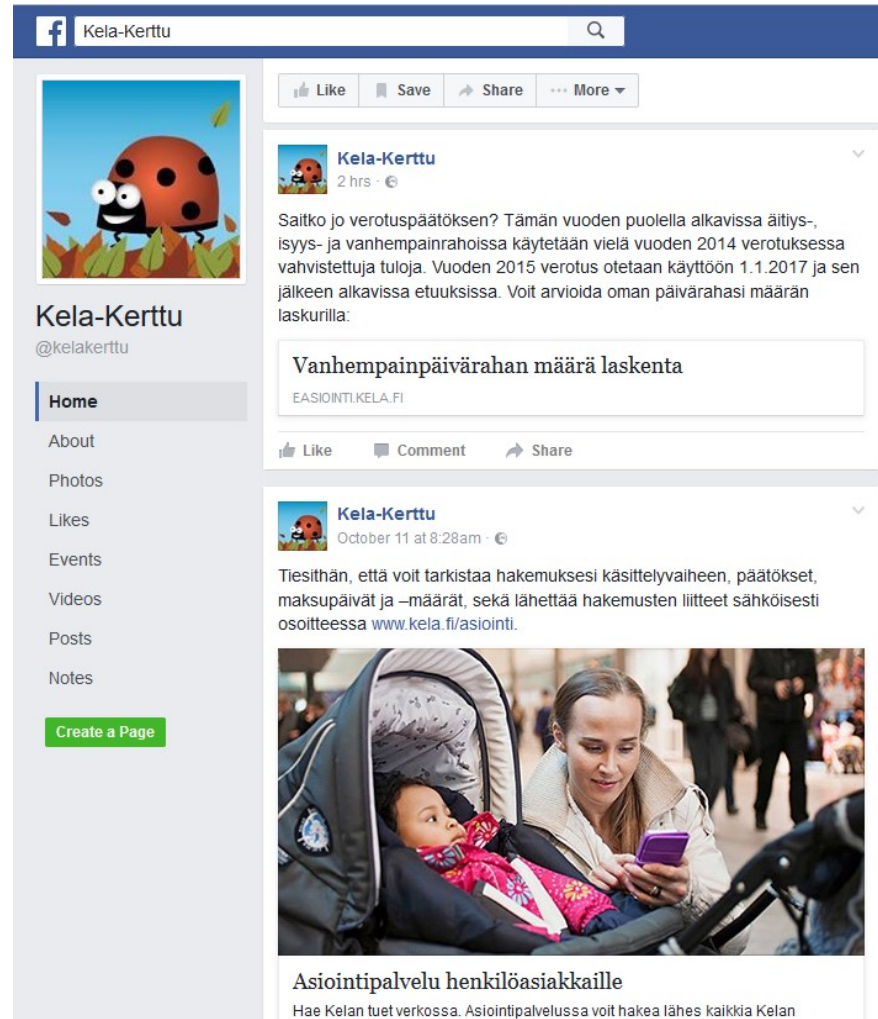 Kela-Kerttu
Like
Save
Share
More
Kela-Kerttu
@kelakerttu
Home
About
Photos
Likes
Events
Videos
Posts
Notes
Create a Page
Kela-Kerttu
2 hrs ·
Saitko jo verotuspäätöksen? Tämän vuoden puolella alkavissa äitiys-,
isyys- ja vanhempainrahoissa käytetään vielä vuoden 2014 verotuksessa
vahvistettuja tuloja. Vuoden 2015 verotus otetaan käyttöön 1.1.2017 ja sen
jälkeen alkavissa etuuksissa. Voit arvioida oman päivärahasi määrän
laskurilla:
Vanhempainpäivärahan määrä laskenta
EASIOINTI.KELA.FI
Like
Comment
Share
Kela-Kerttu
October 11 at 8:28am ·
Tiesithän, että voit tarkistaa hakemuksesi käsittelyvaiheen, päätökset,
maksupäivät ja –määrät, sekä lähettää hakemusten liitteet sähköisesti
osoitteessa www.kela.fi/asiointi.
Asiointipalvelu henkilöasiakkaille
Hae Kelan tuet verkossa. Asiointipalvelussa voit hakea lähes kaikkia Kelan